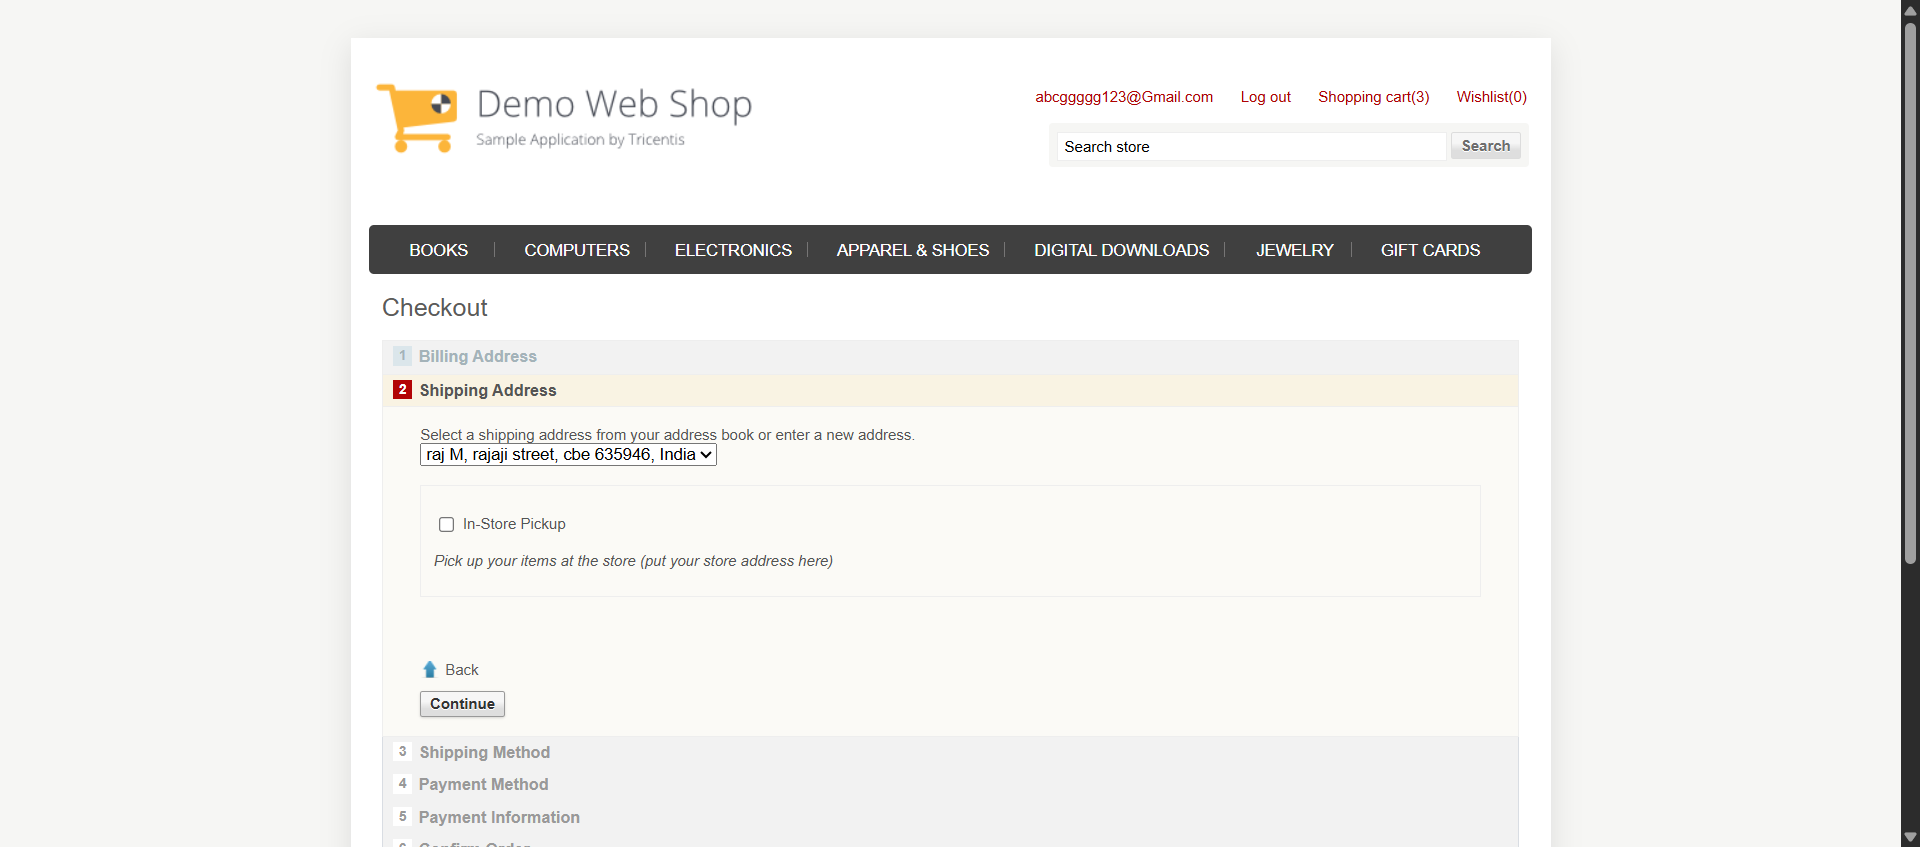 Demo Web Shop
Sample Application by Tricentis
abcggggg123@Gmail.com Log out Shopping cart(3) Wishlist(0)
Search store Search
BOOKS COMPUTERS ELECTRONICS APPAREL & SHOES DIGITAL DOWNLOADS JEWELRY GIFT CARDS
Checkout
1 Billing Address
2 Shipping Address
Select a shipping address from your address book or enter a new address.
raj M, rajaji street, cbe 635946, India
In-Store Pickup
Pick up your items at the store (put your store address here)
Back
Continue
3 Shipping Method
4 Payment Method
5 Payment Information
6 Confirm Order